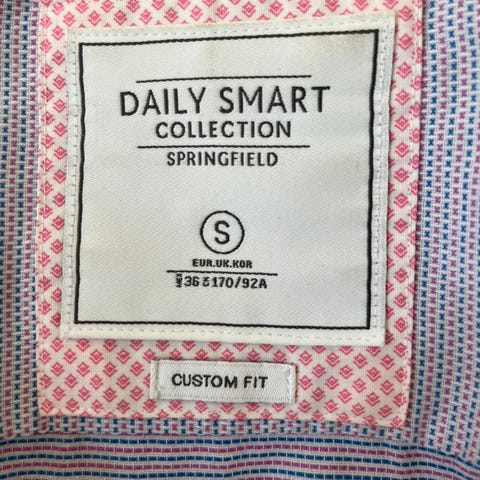 DAILY SMART
COLLECTION
SPRINGFIELD
S
EUR.UK.KOR
36 170/92A
CUSTOM FIT